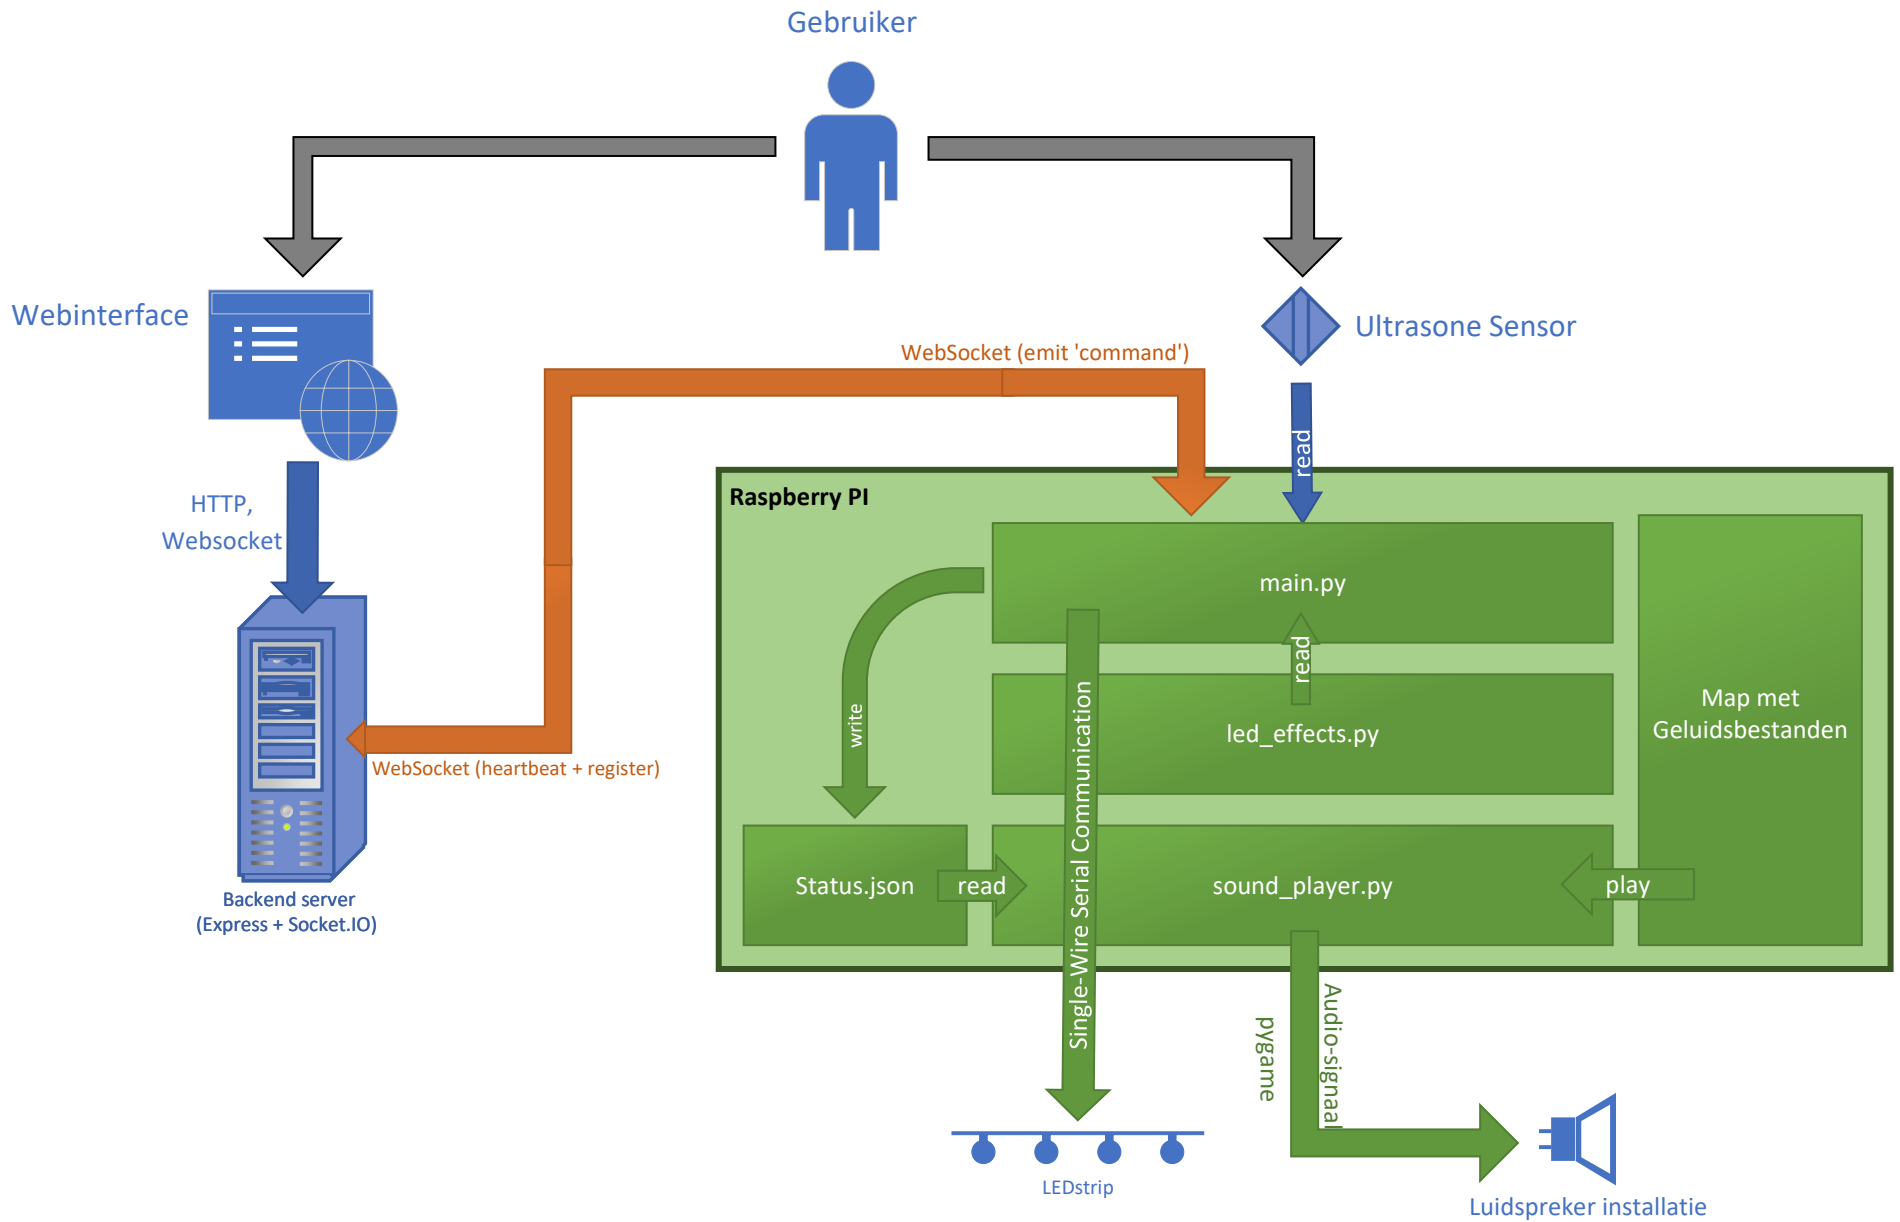 Gebruiker
Webinterface
Ultrasone Sensor
WebSocket (emit 'command')
read
HTTP,
Websocket
Raspberry PI
main.py
read
led_effects.py
Map met
Geluidsbestanden
write
WebSocket (heartbeat + register)
Single-Wire Serial Communication
Status.json
read
sound_player.py
play
Backend server
(Express + Socket.IO)
Audio-signaal
pygame
LEDstrip
Luidspreker installatie